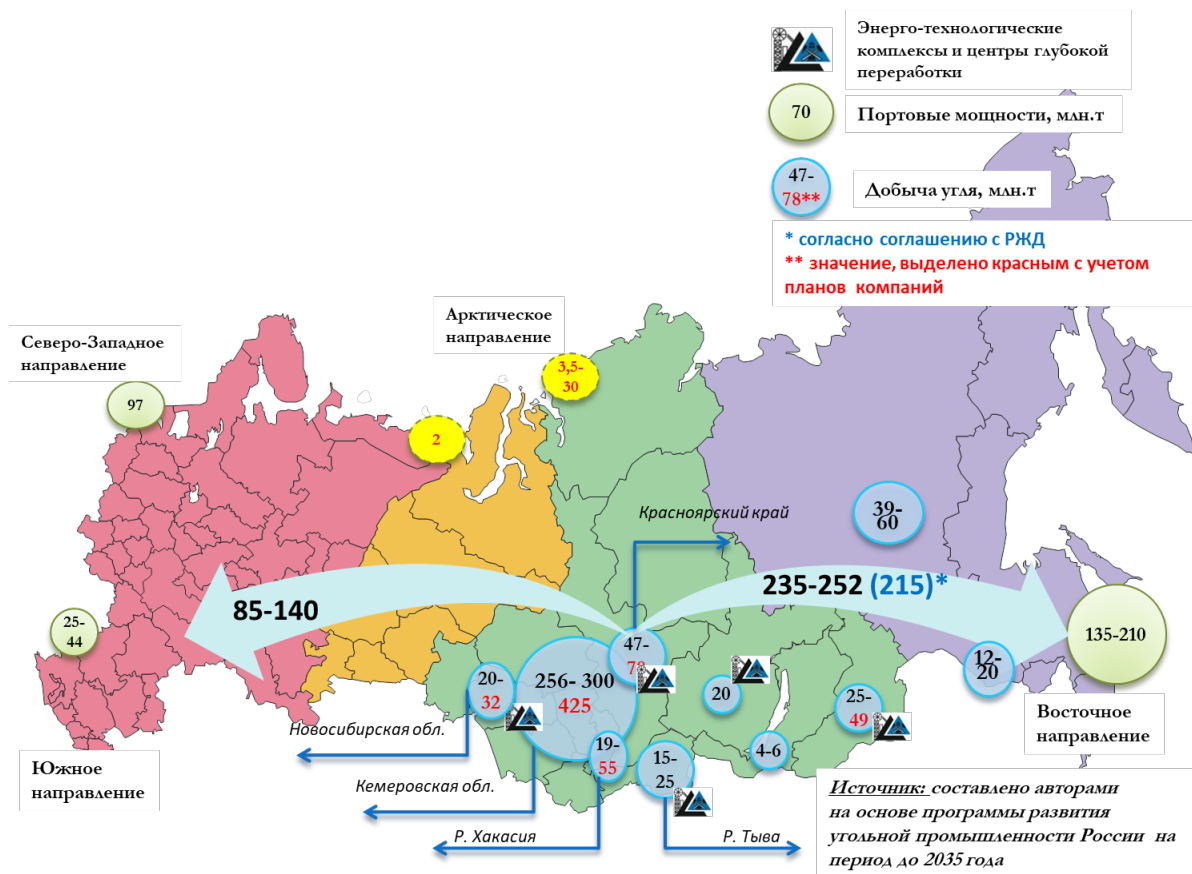 Энерго-технологические
комплексы и центры глубокой
переработки
70
Портовые мощности, млн.т
47-
78**
Добыча угля, млн.т
* согласно соглашению с РЖД
** значение, выделено красным с учетом
планов компаний
Арктическое
направление
Северо-Западное
направление
3,5-
30
97
2
Красноярский край
39-
60
85-140
235-252 (215)*
25-
44
135-210
47-
78
12-
20
20-
32
256- 300
425
20
25-
49
Новосибирская обл.
19-
55
15-
25
4-6
Восточное
направление
Южное
направление
Кемеровская обл.
Р. Хакасия
Р. Тыва
Источник: составлено авторами
на основе программы развития
угольной промышленности России на
период до 2035 года